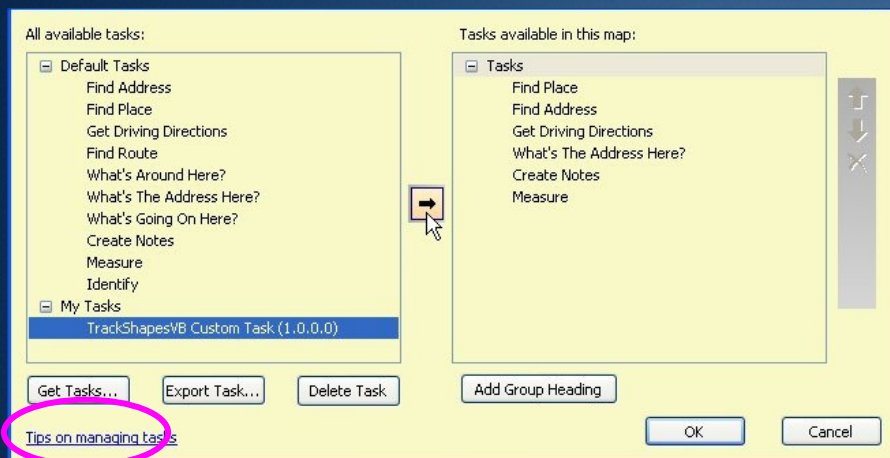 All available tasks:
Default Tasks
Find Address
Find Place
Get Driving Directions
Find Route
What's Around Here?
What's The Address Here?
What's Going On Here?
Create Notes
Measure
Identify
My Tasks
TrackShapesVB Custom Task (1.0.0.0)
Get Tasks...
Export Task...
Delete Task
Tips on managing tasks
Tasks available in this map:
Tasks
Find Place
Find Address
Get Driving Directions
What's The Address Here?
Create Notes
Measure
Add Group Heading
OK
Cancel